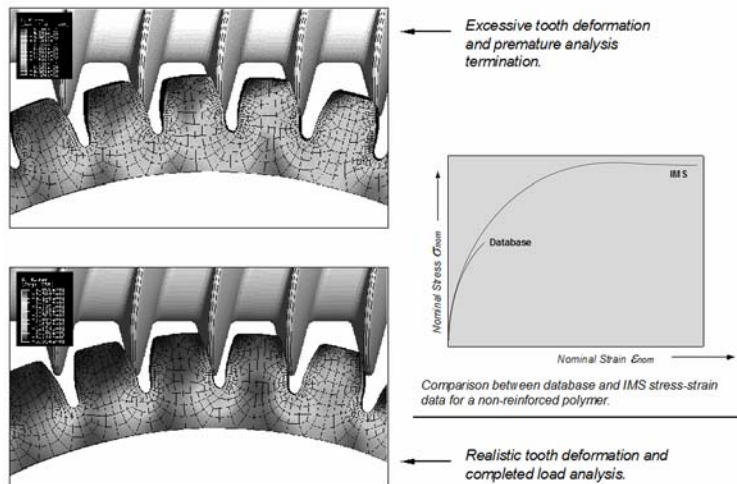 Excessive tooth deformation
and premature analysis
termination.
IMS
Database
Nominal Stress σnom
Nominal Strain εnom
Comparison between database and IMS stress-strain
data for a non-reinforced polymer.
Realistic tooth deformation and
completed load analysis.